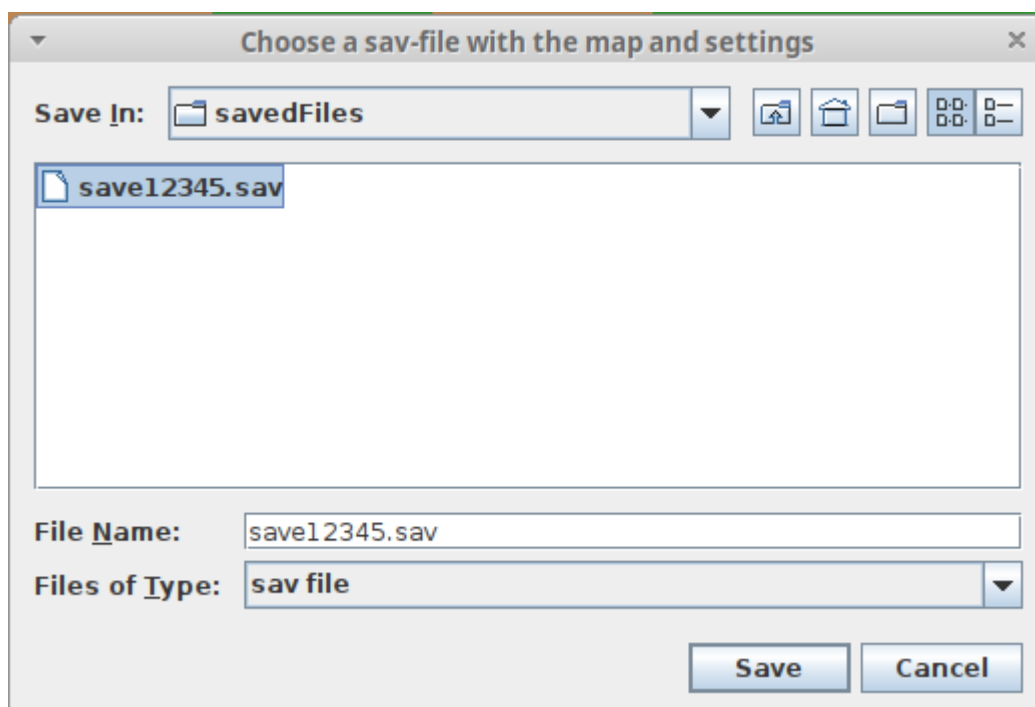 Choose a sav-file with the map and settings
Save In: savedFiles
save12345.sav
File Name: save12345.sav
Files of Type: sav file
Save Cancel